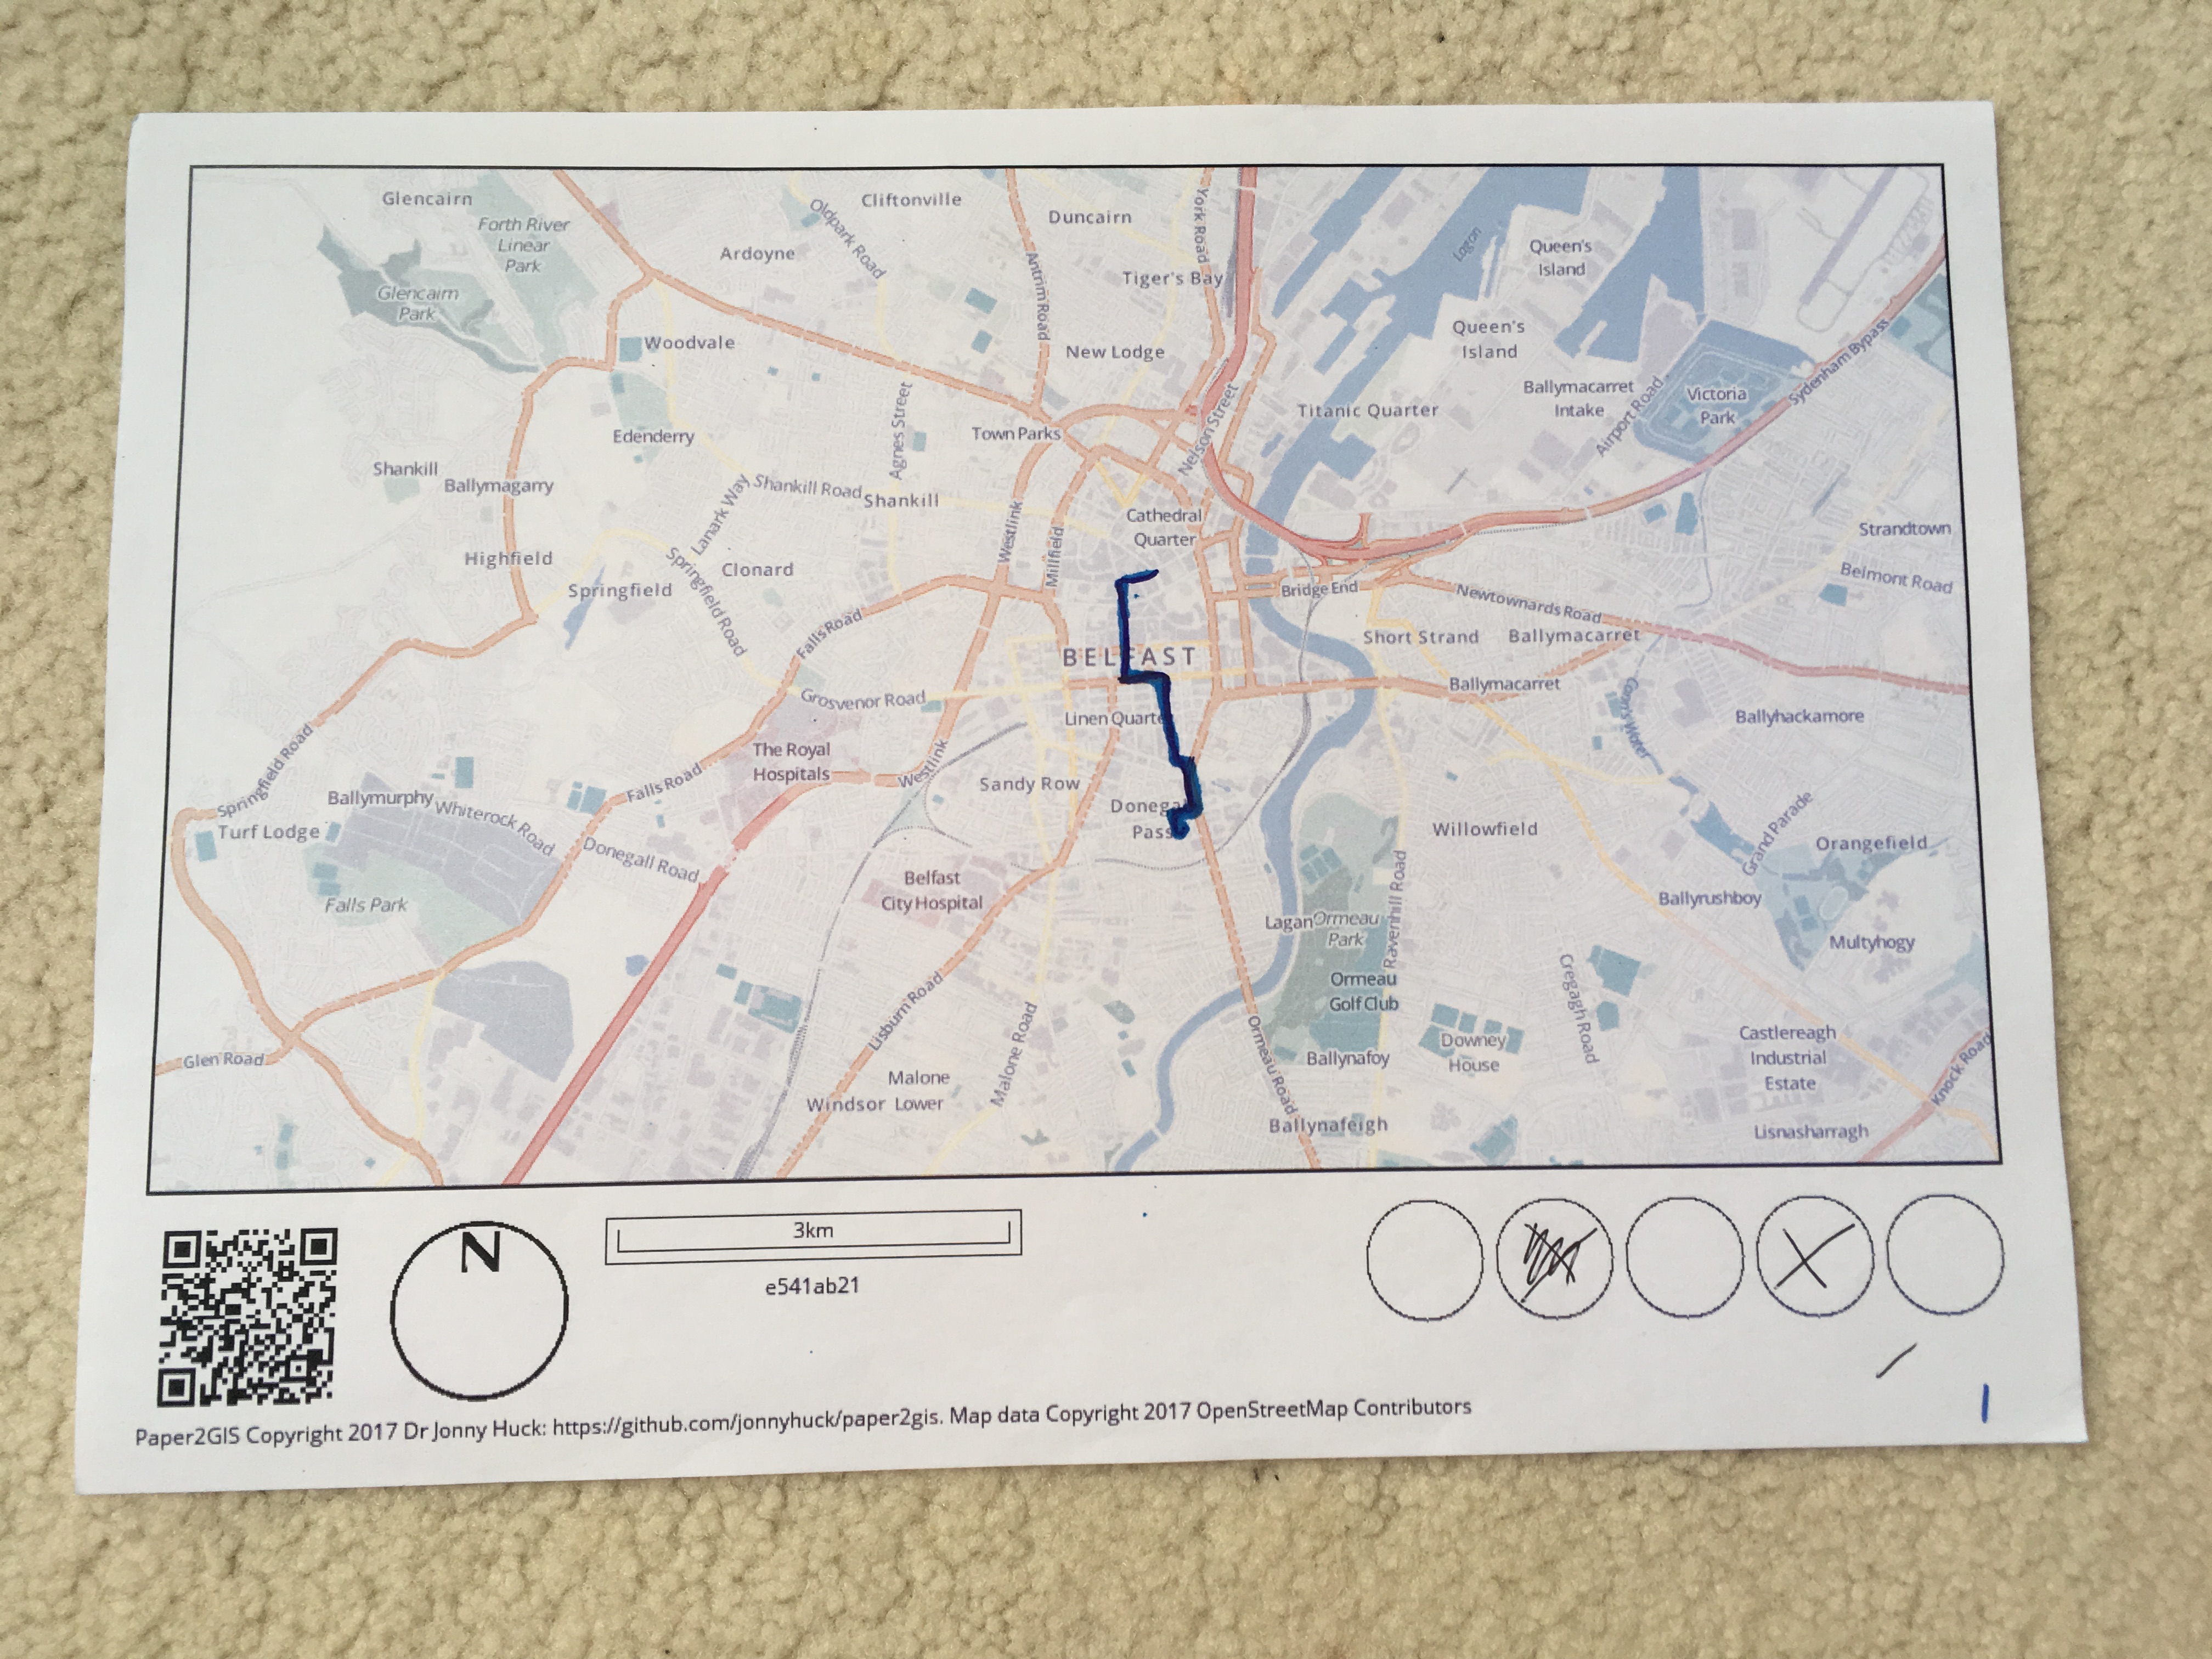 Glencairn
Forth River
Linear
Park
Glencairn
Park
Ardoyne
Oldpark Road
Cliftonville
Duncairn
Antrim Road
York Road
Tiger's Bay
Lagan
Queen's
Island
Queen's
Island
Woodvale
New Lodge
Ballymacarret
Intake
Airport Road
Victoria
Park
Sydenham Bypass
Titanic Quarter
Nelson Street
Town Parks
Agnes Street
Edenderry
Shankill
Ballymagarry
Lanark Way
Shankill Road
Shankill
Cathedral
Quarter
Westlink
Millfield
Strandtown
Belmont Road
Highfield
Springfield
Springfield Road
Clonard
Falls Road
Bridge End
Newtownards Road
Short Strand
Ballymacarret
BELFAST
Grosvenor Road
Ballymacarret
Conn's Water
Ballyhackamore
Linen Quarte
The Royal
Hospitals
Westlink
Springfield Road
Falls Road
Sandy Row
Donega
Pass
Ballymurphy
Whiterock Road
Turf Lodge
Donegall Road
Willowfield
Grand Parade
Orangefield
Belfast
City Hospital
Falls Park
Ravenhill Road
Lagan
Ormeau
Park
Ballyrushboy
Multyhogy
Ormeau
Golf Club
Cregagh Road
Lisburn Road
Malone Road
Ormeau Road
Glen Road
Ballynafoy
Downey
House
Castlereagh
Industrial
Estate
Knock Road
Malone
Windsor Lower
Ballynafeigh
Lisnasharragh
N
3km
e541ab21
Paper2GIS Copyright 2017 Dr Jonny Huck: https://github.com/jonnyhuck/paper2gis. Map data Copyright 2017 OpenStreetMap Contributors